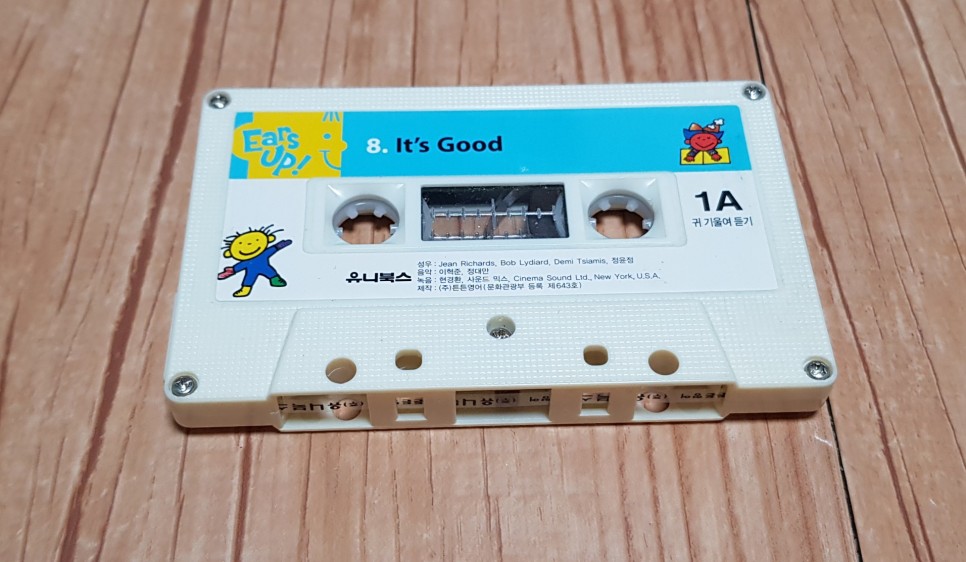 Ears
UP!
8. It's Good
1A
귀 기울여 듣기
유니북스
성우 : Jean Richards, Bob Lydiard, Demi Tsiamis, 정윤정
음악 : 이혁준, 정대만
녹음 : 현경환, 사운드 믹스, Cinema Sound Ltd., New York, U.S.A.
제작 : (주)튼튼영어(문화관광부 등록 제643호)